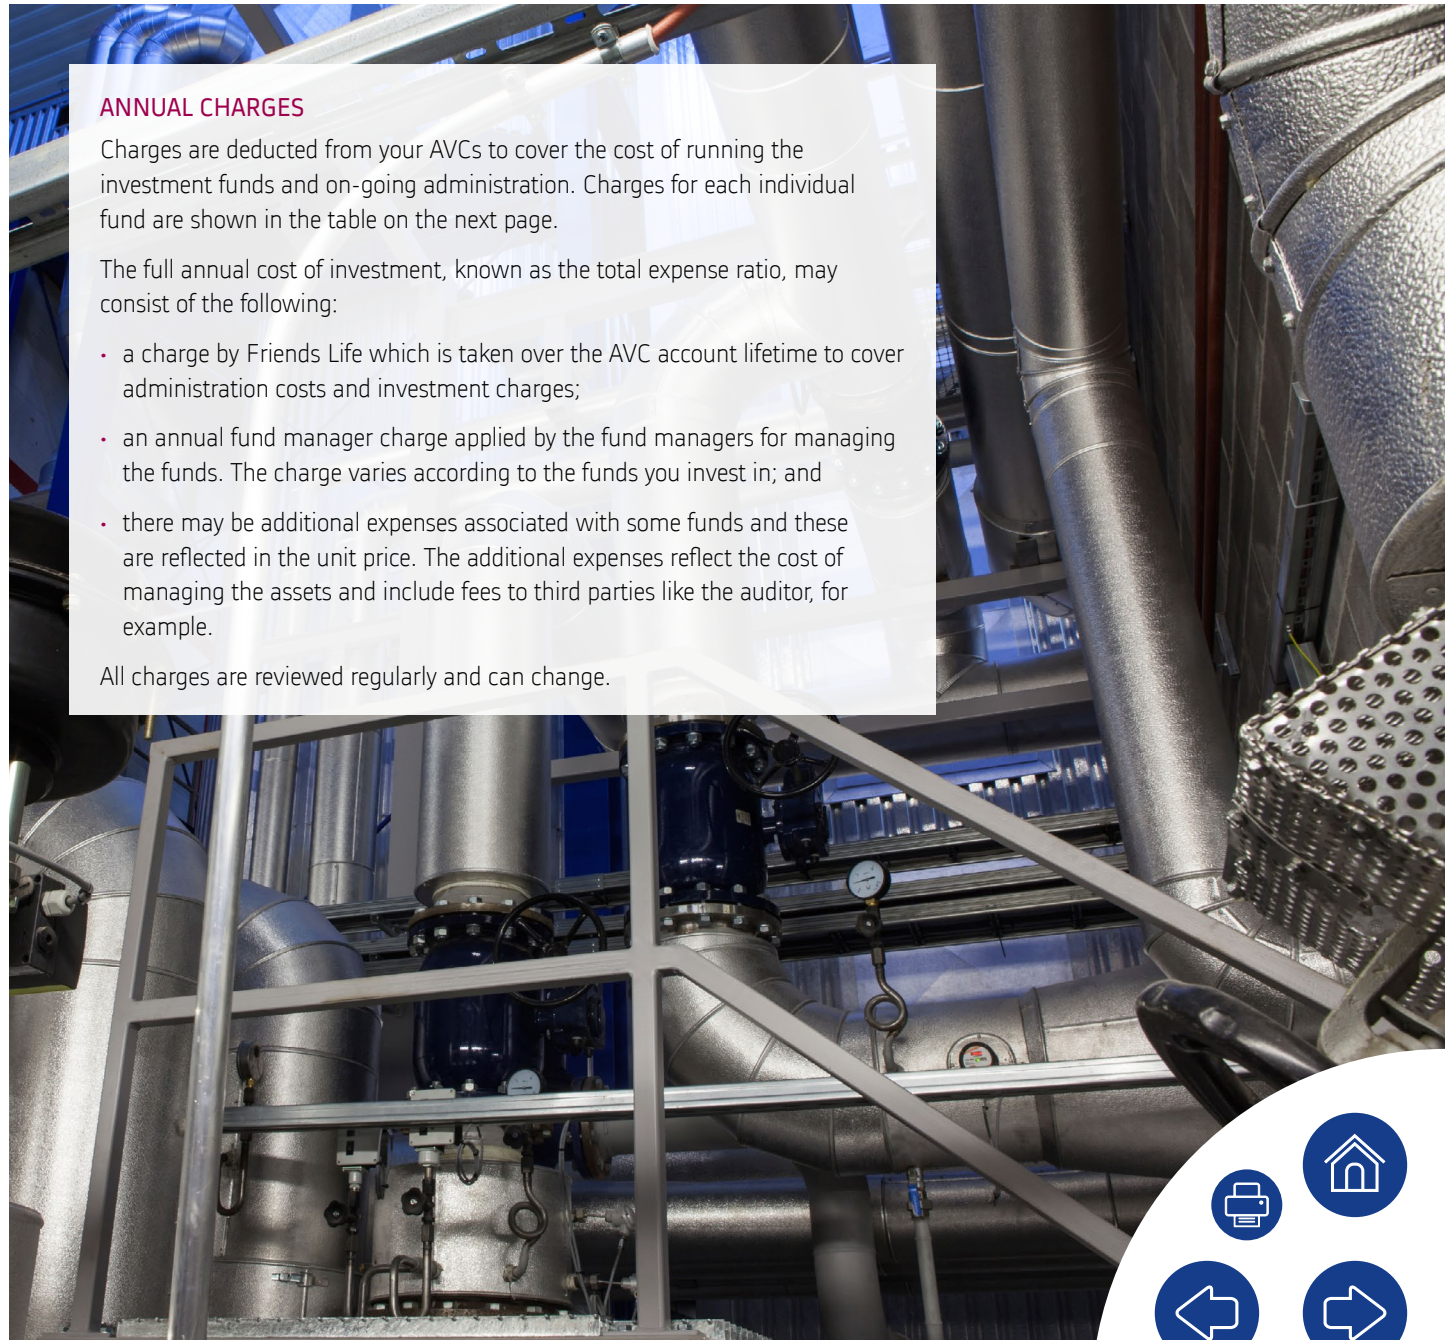 ANNUAL CHARGES
Charges are deducted from your AVCs to cover the cost of running the
investment funds and on-going administration. Charges for each individual
fund are shown in the table on the next page.
The full annual cost of investment, known as the total expense ratio, may
consist of the following:
• a charge by Friends Life which is taken over the AVC account lifetime to cover
administration costs and investment charges;
• an annual fund manager charge applied by the fund managers for managing
the funds. The charge varies according to the funds you invest in; and
• there may be additional expenses associated with some funds and these
are reflected in the unit price. The additional expenses reflect the cost of
managing the assets and include fees to third parties like the auditor, for
example.
All charges are reviewed regularly and can change.